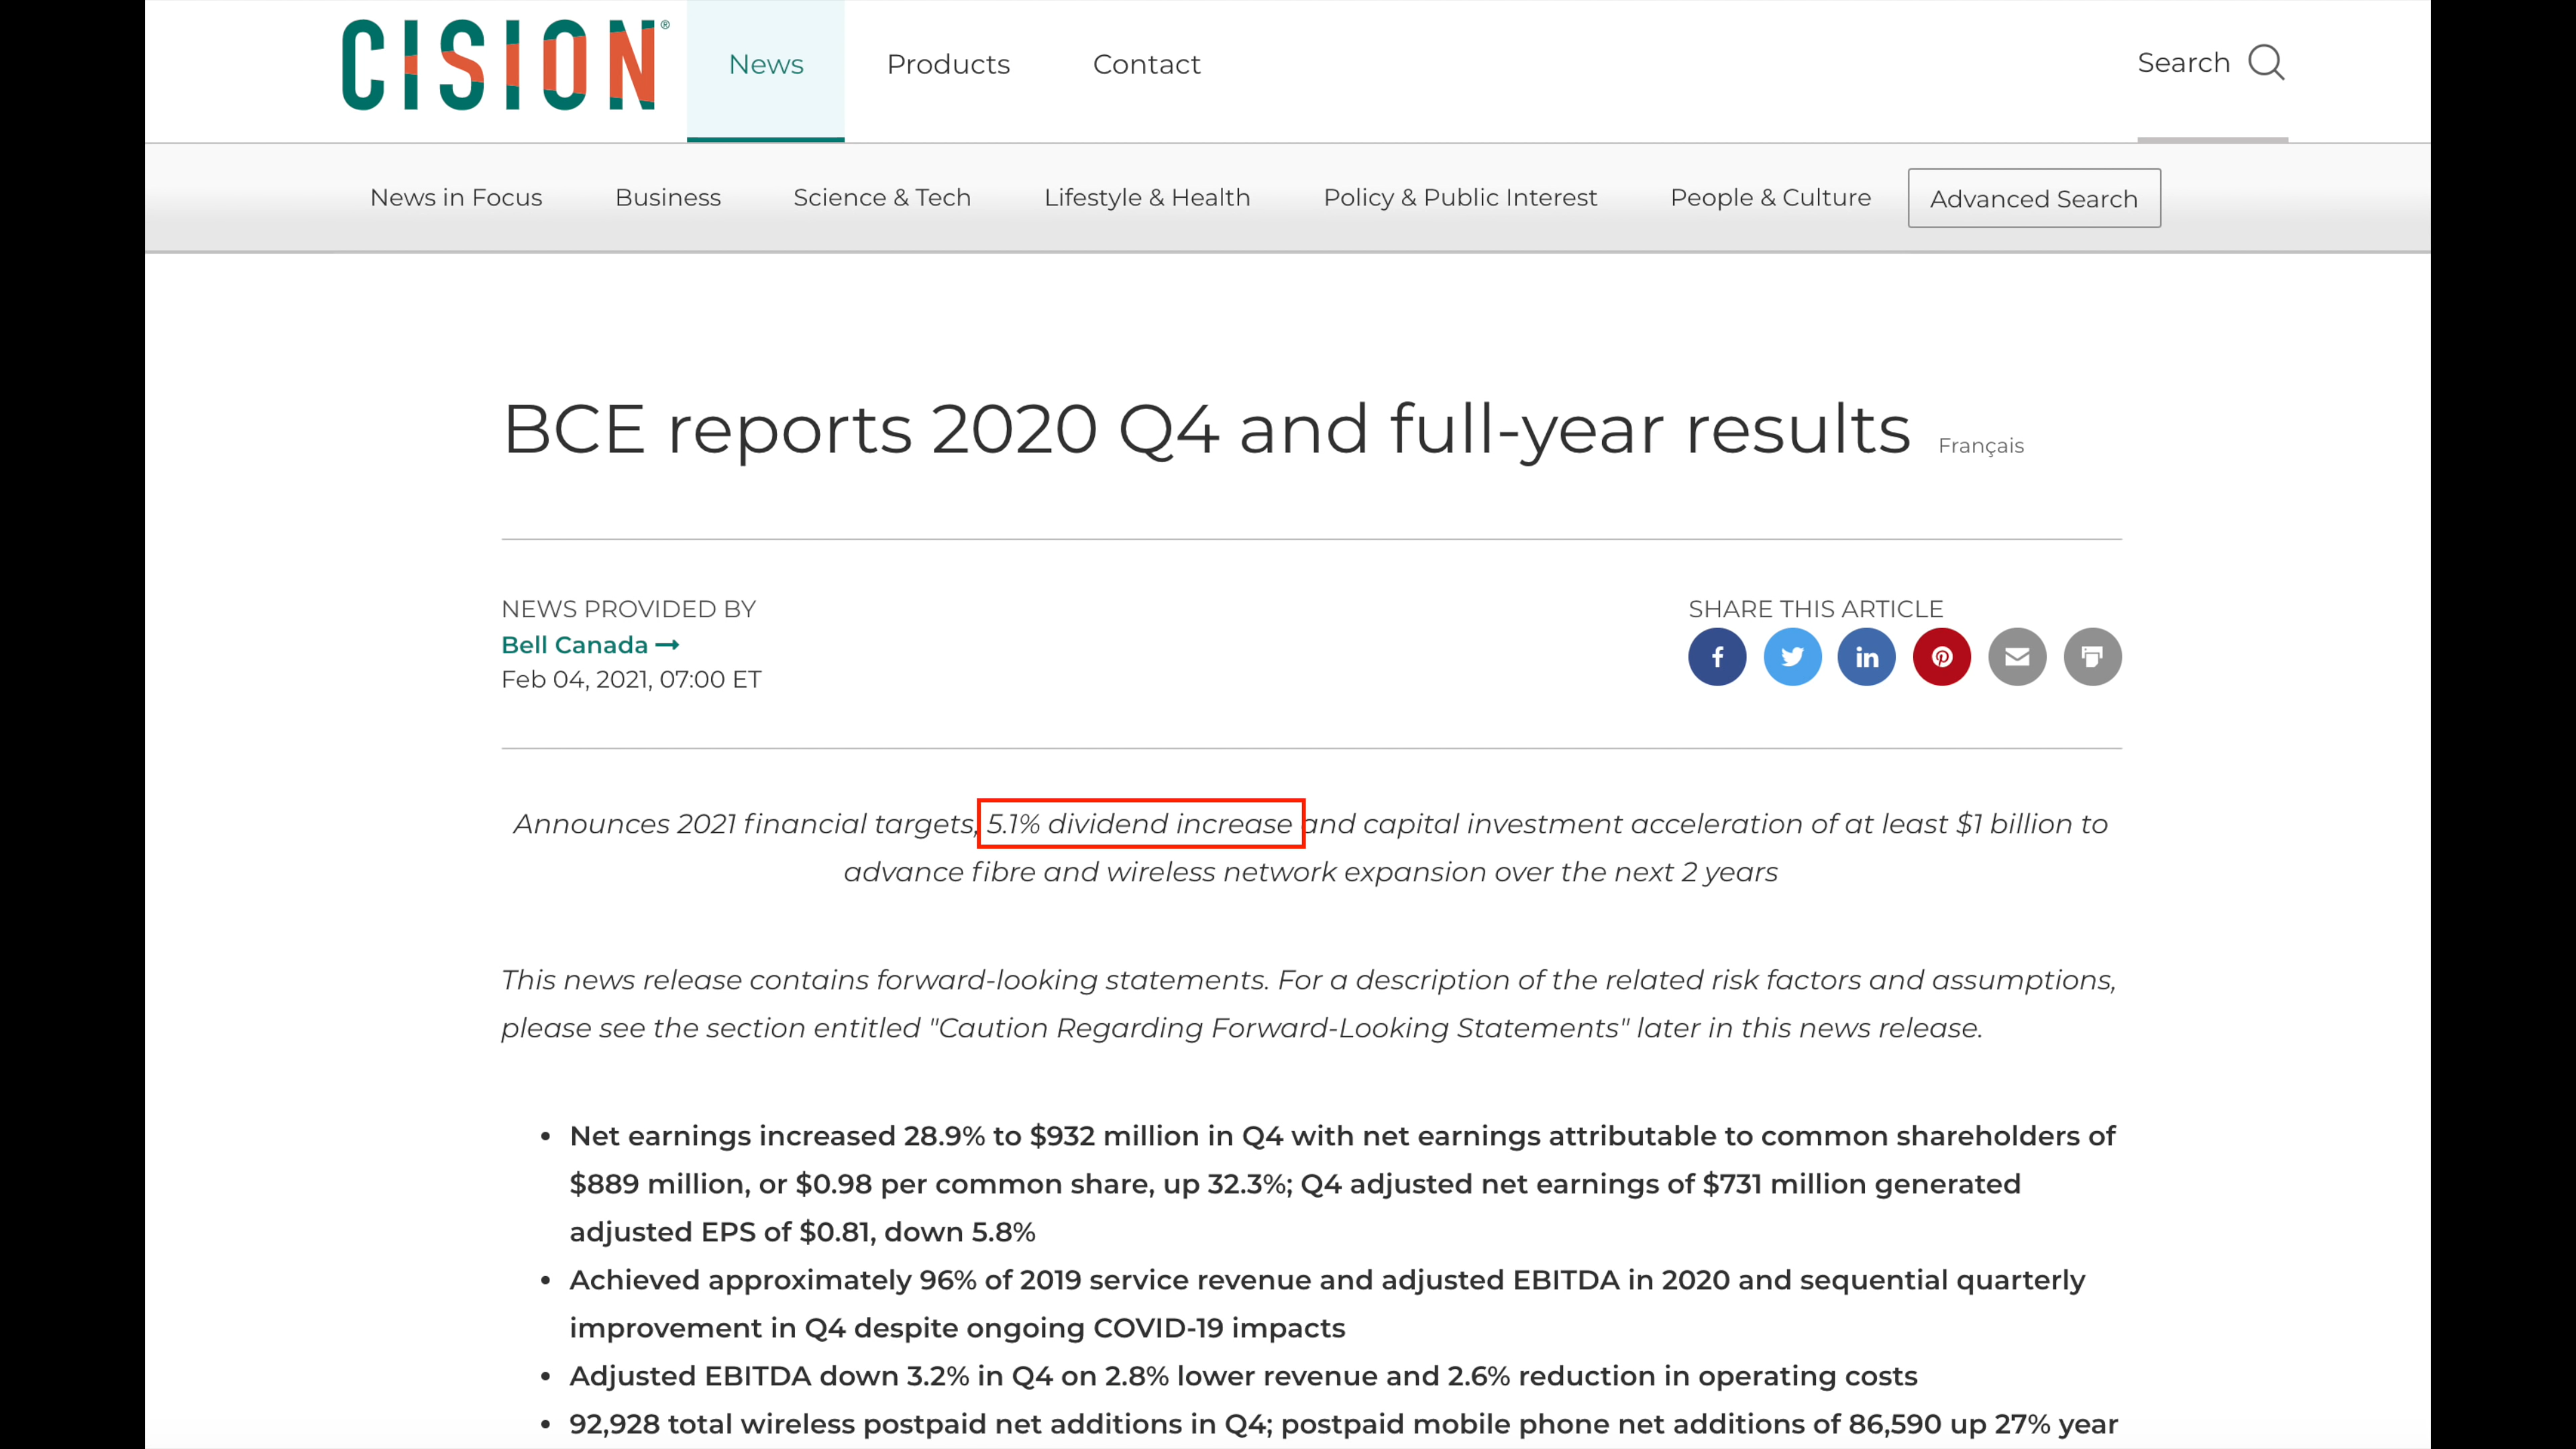 CISION®
News
Products
Contact
Search
News in Focus
Business
Science & Tech
Lifestyle & Health
Policy & Public Interest
People & Culture
Advanced Search
BCE reports 2020 Q4 and full-year results Français
NEWS PROVIDED BY
Bell Canada →
Feb 04, 2021, 07:00 ET
SHARE THIS ARTICLE
f
in
Announces 2021 financial targets, 5.1% dividend increase and capital investment acceleration of at least $1 billion to
advance fibre and wireless network expansion over the next 2 years
This news release contains forward-looking statements. For a description of the related risk factors and assumptions,
please see the section entitled "Caution Regarding Forward-Looking Statements" later in this news release.
• Net earnings increased 28.9% to $932 million in Q4 with net earnings attributable to common shareholders of
$889 million, or $0.98 per common share, up 32.3%; Q4 adjusted net earnings of $731 million generated
adjusted EPS of $0.81, down 5.8%
• Achieved approximately 96% of 2019 service revenue and adjusted EBITDA in 2020 and sequential quarterly
improvement in Q4 despite ongoing COVID-19 impacts
• Adjusted EBITDA down 3.2% in Q4 on 2.8% lower revenue and 2.6% reduction in operating costs
• 92,928 total wireless postpaid net additions in Q4; postpaid mobile phone net additions of 86,590 up 27% year